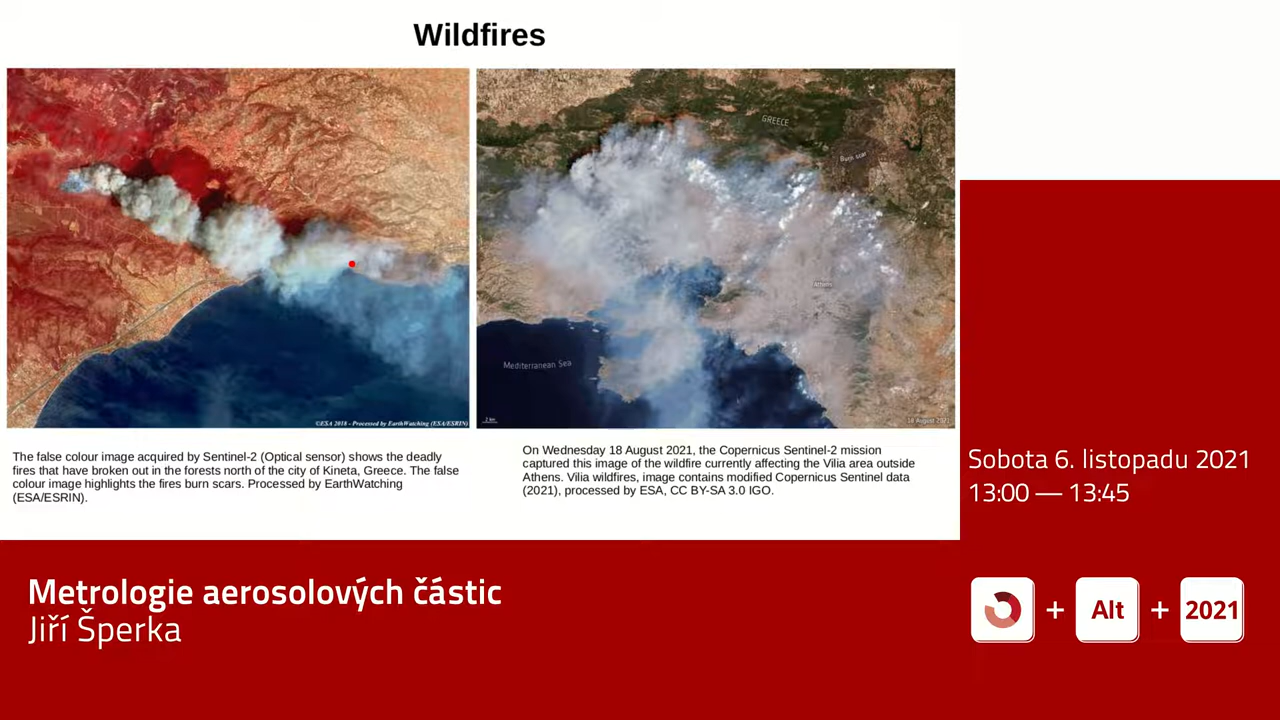 Wildfires
GREECE
Burn scar
Athens
Mediterranean Sea
2 km
18 August 2021
©ESA 2018 - Processed by EarthWatching (ESA/ESRIN)
The false colour image acquired by Sentinel-2 (Optical sensor) shows the deadly
fires that have broken out in the forests north of the city of Kineta, Greece. The false
colour image highlights the fires burn scars. Processed by EarthWatching
(ESA/ESRIN).
On Wednesday 18 August 2021, the Copernicus Sentinel-2 mission
captured this image of the wildfire currently affecting the Vilia area outside
Athens. Vilia wildfires, image contains modified Copernicus Sentinel data
(2021), processed by ESA, CC BY-SA 3.0 IGO.
Sobota 6. listopadu 2021
13:00 — 13:45
Metrologie aerosolových částic
Jiří Šperka
+ Alt + 2021